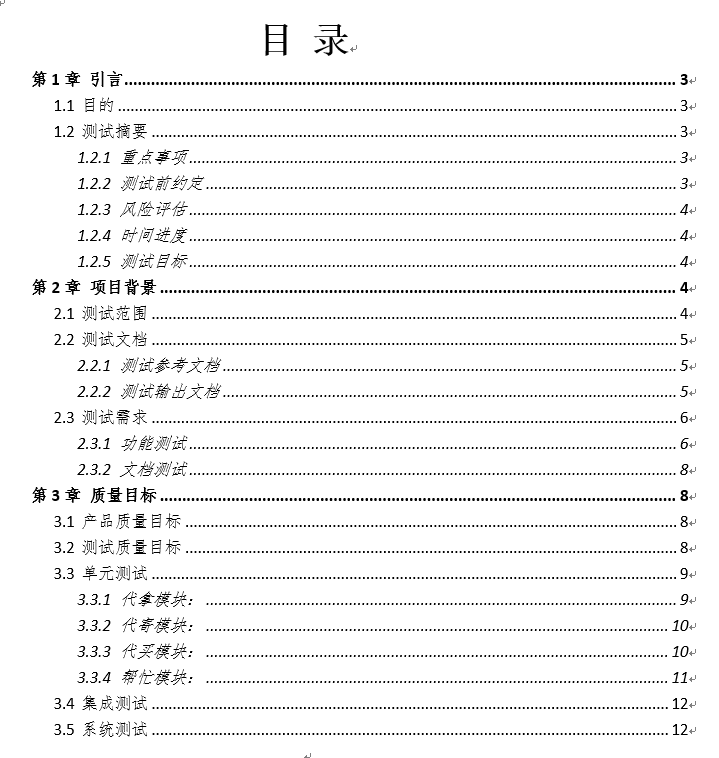 目 录
第 1 章 引言 3
1.1 目的 3
1.2 测试摘要 3
1.2.1 重点事项 3
1.2.2 测试前约定 3
1.2.3 风险评估 4
1.2.4 时间进度 4
1.2.5 测试目标 4
第 2 章 项目背景 4
2.1 测试范围 4
2.2 测试文档 5
2.2.1 测试参考文档 5
2.2.2 测试输出文档 5
2.3 测试需求 6
2.3.1 功能测试 6
2.3.2 文档测试 8
第 3 章 质量目标 8
3.1 产品质量目标 8
3.2 测试质量目标 8
3.3 单元测试 9
3.3.1 代拿模块： 9
3.3.2 代寄模块： 10
3.3.3 代买模块： 10
3.3.4 帮忙模块： 11
3.4 集成测试 12
3.5 系统测试 12